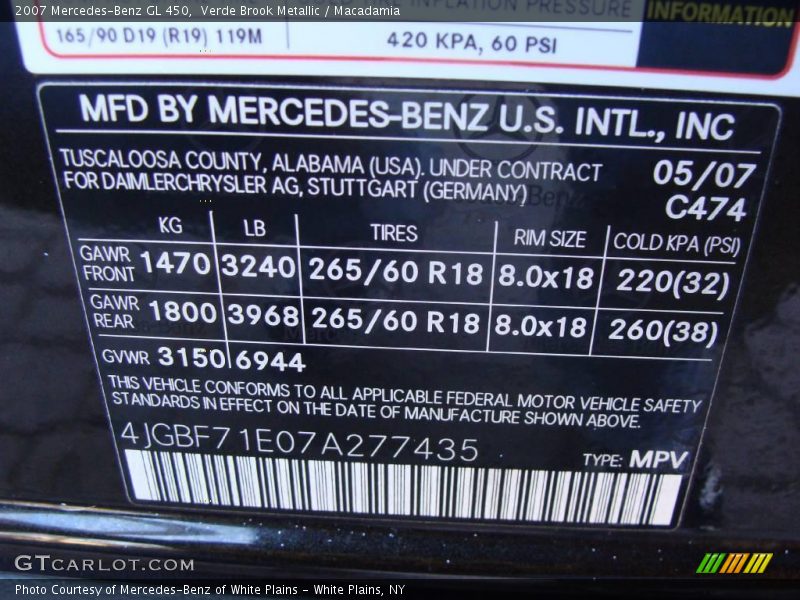 2007 Mercedes-Benz GL 450, Verde Brook Metallic / Macadamia
INFLATION PRESSURE INFORMATION
165/90 D19 (R19) 119M 420 KPA, 60 PSI
MFD BY MERCEDES-BENZ U.S. INTL., INC
TUSCALOOSA COUNTY, ALABAMA (USA). UNDER CONTRACT 05/07
FOR DAIMLERCHRYSLER AG, STUTTGART (GERMANY)
C474
KG LB TIRES RIM SIZE COLD KPA (PSI)
GAWR FRONT 1470 3240 265/60 R18 8.0x18 220(32)
GAWR REAR 1800 3968 265/60 R18 8.0x18 260(38)
GVWR 3150 6944
THIS VEHICLE CONFORMS TO ALL APPLICABLE FEDERAL MOTOR VEHICLE SAFETY
STANDARDS IN EFFECT ON THE DATE OF MANUFACTURE SHOWN ABOVE.
4JGBF71E07A277435
TYPE: MPV
GTCARLOT.COM
Photo Courtesy of Mercedes-Benz of White Plains - White Plains, NY